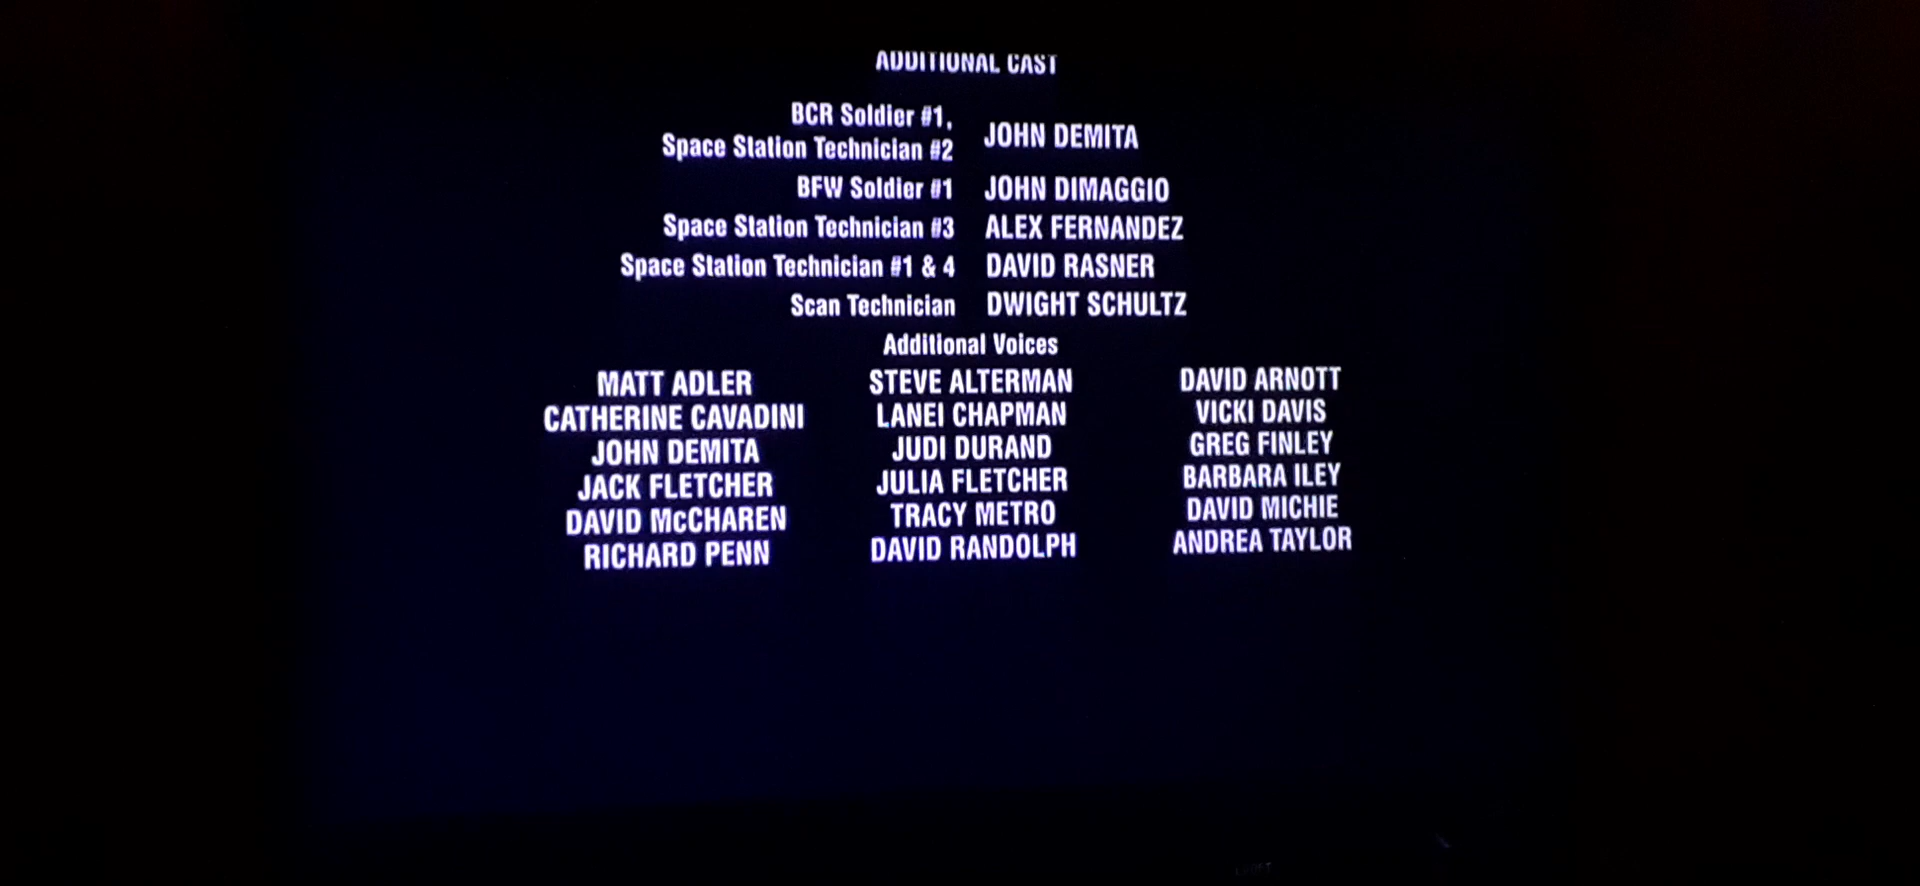 ADDITIONAL CAST
BCR Soldier #1,
Space Station Technician #2 JOHN DEMITA
BFW Soldier #1 JOHN DIMAGGIO
Space Station Technician #3 ALEX FERNANDEZ
Space Station Technician #1 & 4 DAVID RASNER
Scan Technician DWIGHT SCHULTZ
Additional Voices
MATT ADLER STEVE ALTERMAN DAVID ARNOTT
CATHERINE CAVADINI LANEI CHAPMAN VICKI DAVIS
JOHN DEMITA JUDI DURAND GREG FINLEY
JACK FLETCHER JULIA FLETCHER BARBARA ILEY
DAVID McCHAREN TRACY METRO DAVID MICHIE
RICHARD PENN DAVID RANDOLPH ANDREA TAYLOR